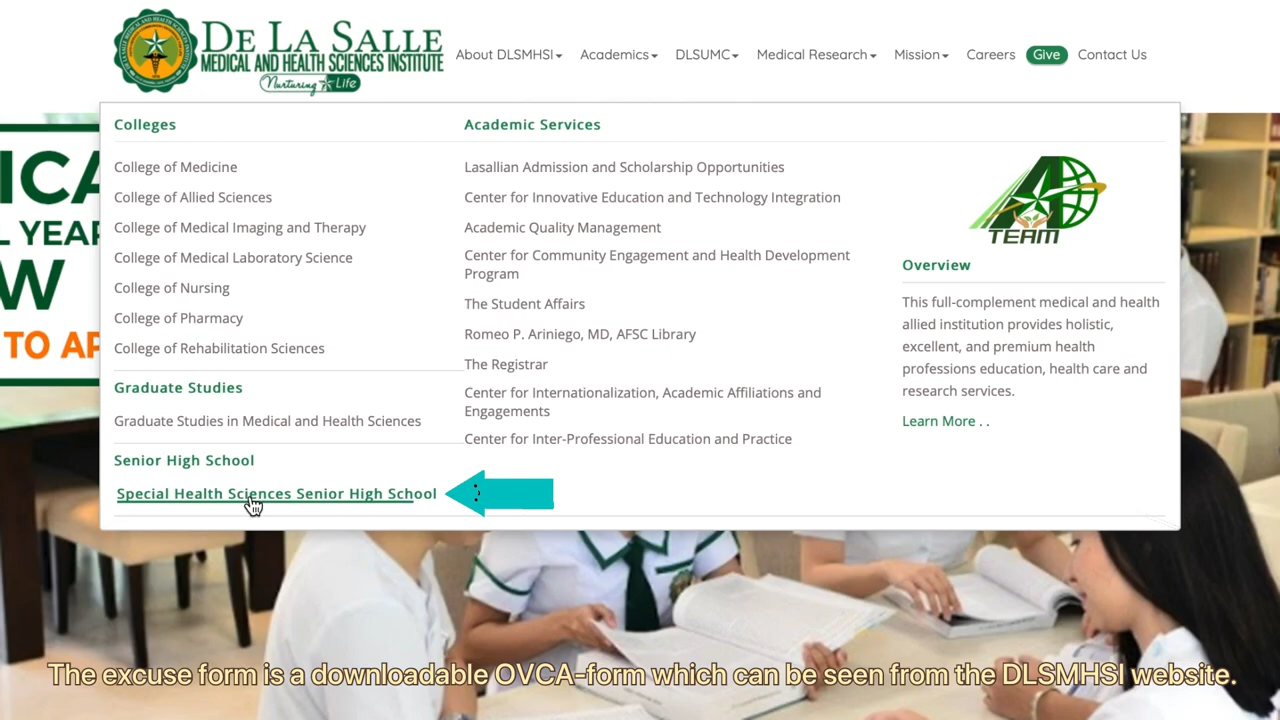 DE LA SALLE
MEDICAL AND HEALTH SCIENCES INSTITUTE
Nurturing Life
About DLSMHSI
Academics
DLSUMC
Medical Research
Mission
Careers
Give
Contact Us
Colleges
College of Medicine
College of Allied Sciences
College of Medical Imaging and Therapy
College of Medical Laboratory Science
College of Nursing
College of Pharmacy
College of Rehabilitation Sciences
Graduate Studies
Graduate Studies in Medical and Health Sciences
Senior High School
Special Health Sciences Senior High School
Academic Services
Lasallian Admission and Scholarship Opportunities
Center for Innovative Education and Technology Integration
Academic Quality Management
Center for Community Engagement and Health Development
Program
The Student Affairs
Romeo P. Ariniego, MD, AFSC Library
The Registrar
Center for Internationalization, Academic Affiliations and
Engagements
Center for Inter-Professional Education and Practice
A
TEAM
Overview
This full-complement medical and health
allied institution provides holistic,
excellent, and premium health
professions education, health care and
research services.
Learn More . .
ICA
L YEAR
W
TO AP
The excuse form is a downloadable OVCA-form which can be seen from the DLSMHSI website.